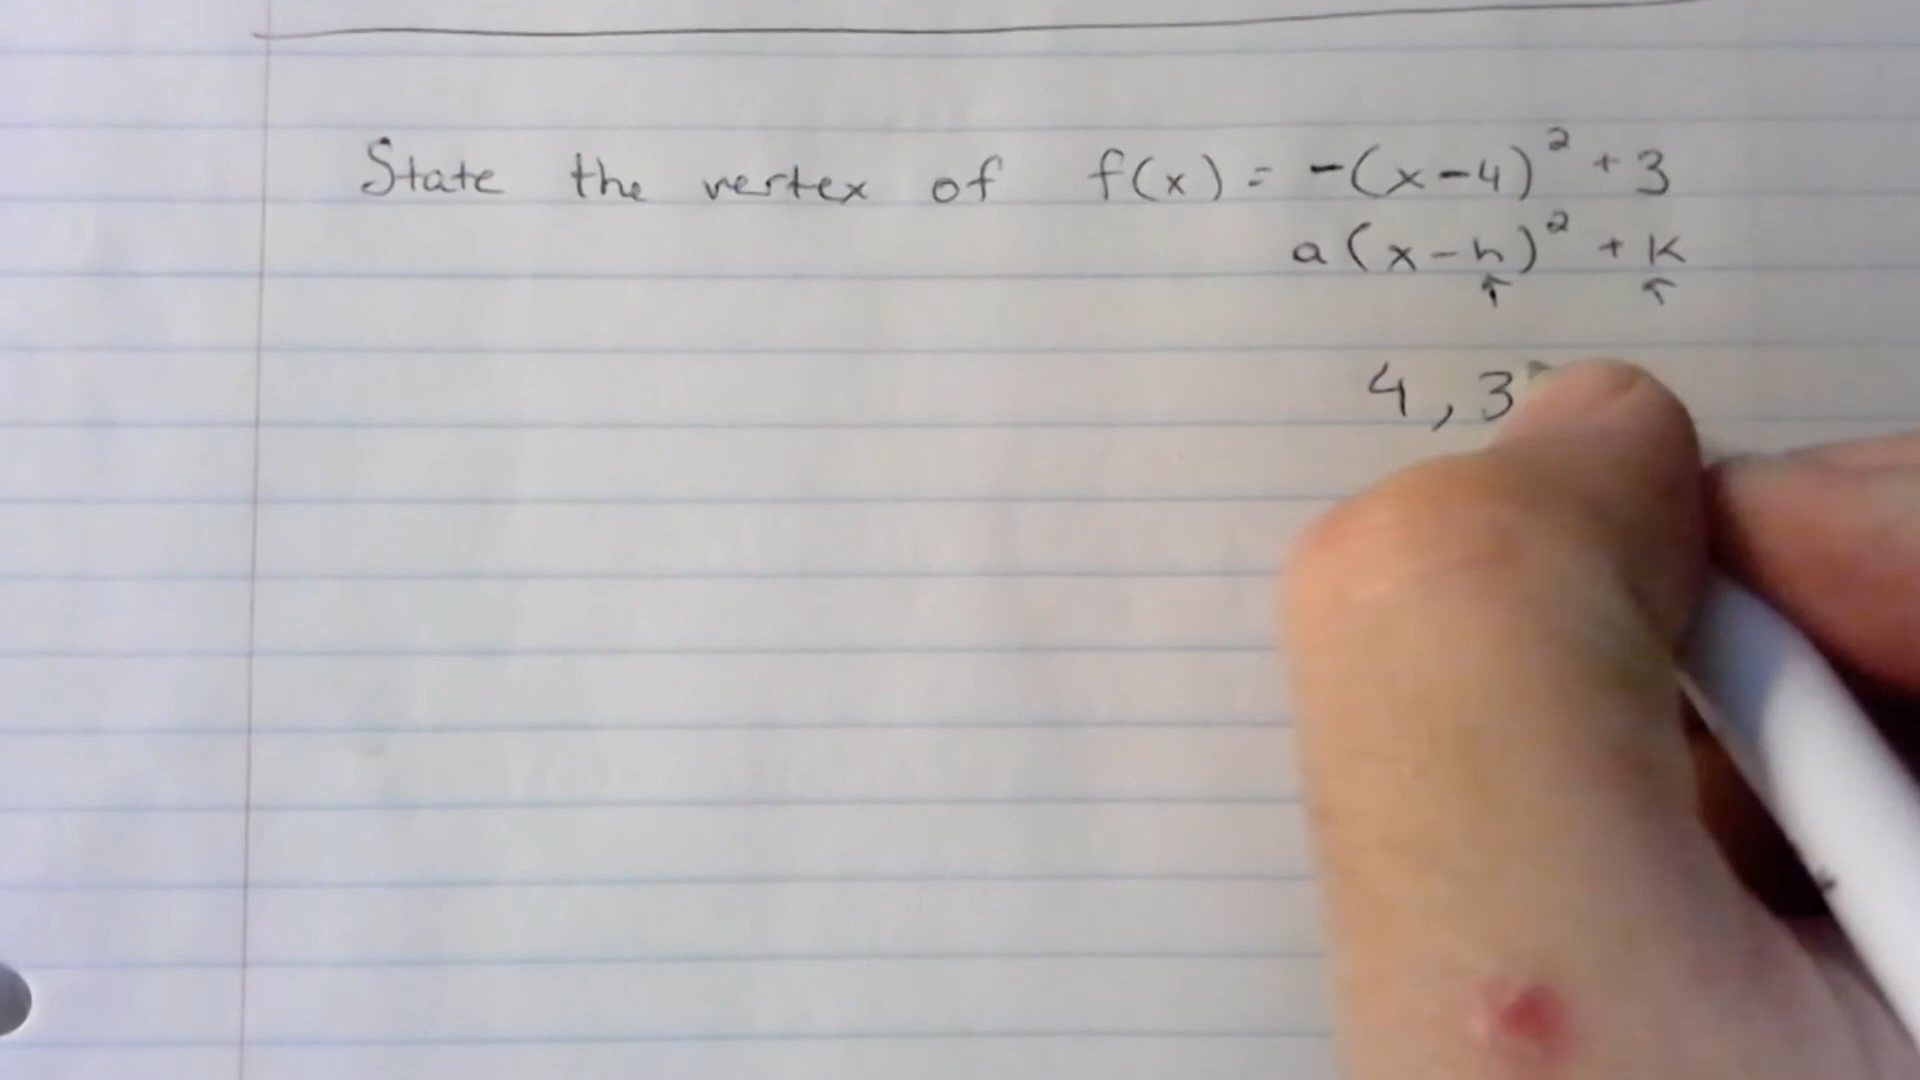 State the vertex of f(x) = -(x-4)² + 3
a(x-h)² + k
↑ ↑
4, 3